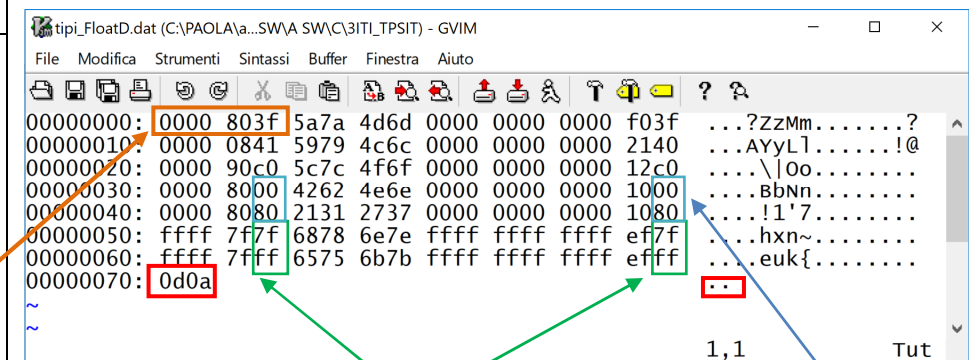 tipi_FloatD.dat (C:\PAOLA\a...SW\A SW\C\3ITI_TPSIT) - GVIM
File Modifica Strumenti Sintassi Buffer Finestra Aiuto
00000000: 0000 803f 5a7a 4d6d 0000 0000 0000 f03f ...?ZzMm.......?
00000010: 0000 0841 5979 4c6c 0000 0000 0000 2140 ...AYyLl......!@
00000020: 0000 90c0 5c7c 4f6f 0000 0000 0000 12c0 ....\|Oo........
00000030: 0000 8000 4262 4e6e 0000 0000 0000 1000 ....BbNn........
00000040: 0000 8080 2131 2737 0000 0000 0000 1080 ....!1'7........
00000050: ffff 7f7f 6878 6e7e ffff ffff ffff ef7f ....hxn~........
00000060: ffff 7fff 6575 6b7b ffff ffff ffff efff ....euk{........
00000070: 0d0a ..
~
~
1,1 Tut